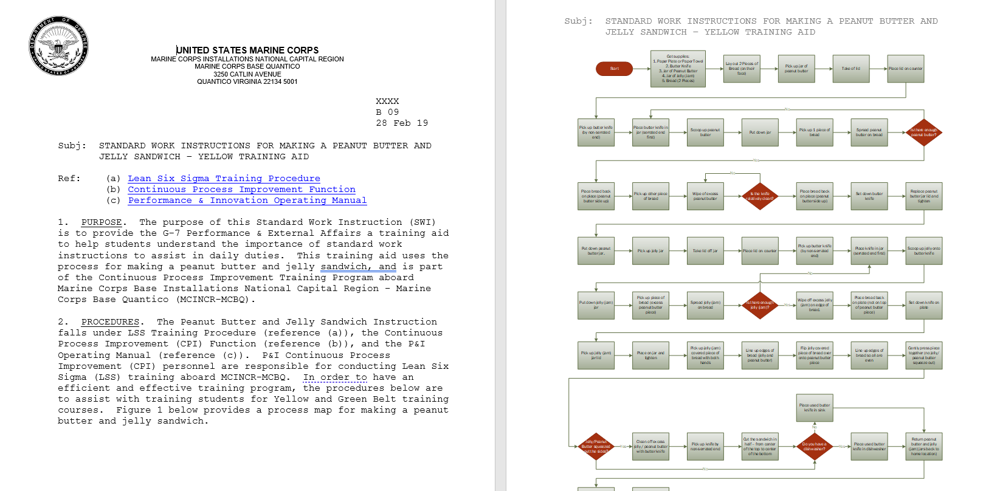 DEPARTMENT OF DEFENSE
UNITED STATES MARINE CORPS
MARINE CORPS INSTALLATIONS NATIONAL CAPITAL REGION
MARINE CORPS BASE QUANTICO
3250 CATLIN AVENUE
QUANTICO VIRGINIA 22134 5001
XXXX
B 09
28 Feb 19
Subj: STANDARD WORK INSTRUCTIONS FOR MAKING A PEANUT BUTTER AND
JELLY SANDWICH – YELLOW TRAINING AID
Ref: (a) Lean Six Sigma Training Procedure
(b) Continuous Process Improvement Function
(c) Performance & Innovation Operating Manual
1. PURPOSE. The purpose of this Standard Work Instruction (SWI)
is to provide the G-7 Performance & External Affairs a training aid
to help students understand the importance of standard work
instructions to assist in daily duties. This training aid uses the
process for making a peanut butter and jelly sandwich, and is part
of the Continuous Process Improvement Training Program aboard
Marine Corps Base Installations National Capital Region – Marine
Corps Base Quantico (MCINCR-MCBQ).
2. PROCEDURES. The Peanut Butter and Jelly Sandwich Instruction
falls under LSS Training Procedure (reference (a)), the Continuous
Process Improvement (CPI) Function (reference (b)), and the P&I
Operating Manual (reference (c)). P&I Continuous Process
Improvement (CPI) personnel are responsible for conducting Lean Six
Sigma (LSS) training aboard MCINCR-MCBQ. In order to have an
efficient and effective training program, the procedures below are
to assist with training students for Yellow and Green Belt training
courses. Figure 1 below provides a process map for making a peanut
butter and jelly sandwich.
Subj: STANDARD WORK INSTRUCTIONS FOR MAKING A PEANUT BUTTER AND
JELLY SANDWICH – YELLOW TRAINING AID
Start
Get supplies:
1. Paper Plate or Paper Towel
2. Butter Knife
3. Jar of Peanut Butter
4. Jar of Jelly (Jam)
5. Bread (2 Pieces)
Lay out 2 Pieces of
Bread (on their
face)
Pick up jar of
peanut butter
Take of lid
Place lid on counter
Pick up butter knife
(by non-serrated
end)
Place butter knife in
jar (serrated end
first)
Scoop up peanut
butter
Put down jar
Pick up 1 piece of
bread
Spread peanut
butter on bread
Is there enough
peanut butter?
No
Yes
Place bread back
on place (peanut
butter side up)
Pick up other piece
of bread
Wipe of excess
peanut butter
Is the knife
relatively clean?
No
Place bread back
on place (peanut
butter side up)
Set down butter
knife
Replace peanut
butter jar lid and
tighten
Put down peanut
butter jar.
Pick up jelly jar
Take lid off jar
Place lid on counter
Pick up butter knife
(by non-serrated
end)
Place knife in jar
(serrated end first)
Scoop up jelly onto
butter knife
No
Put down jelly (jam)
jar
Pick up piece of
bread (excess
peanut butter
piece)
Spread jelly (jam)
on bread
Is there enough
jelly (jam)?
Yes
Wipe off excess jelly
(jam) on edge of
bread.
Place bread back
on plate (not on top
of peanut butter
piece)
Set down knife on
plate
Pick up jelly (jam)
jar lid
Place on jar and
tighten
Pick up jelly (jam)
covered piece of
bread with both
hands
Line up edges of
bread (jelly and
peanut butter)
Flip jelly covered
piece of bread over
onto peanut butter
piece
Line up edges of
bread so all are
even
Gently press piece
together (no jelly/
peanut butter
squeeze out)
Place used butter
knife in sink
No
Jelly/Peanut
Butter squeezed
out the sides?
Yes
Clean off excess
jelly / peanut butter
with butter knife
Pick up knife by
non-serrated end
Cut the sandwich in
half – from center
of the top to center
of the bottom
Do you have a
dishwasher?
Yes
Place used butter
knife in dishwasher
Return peanut
butter and jelly
(jam) jars back to
home location)
No